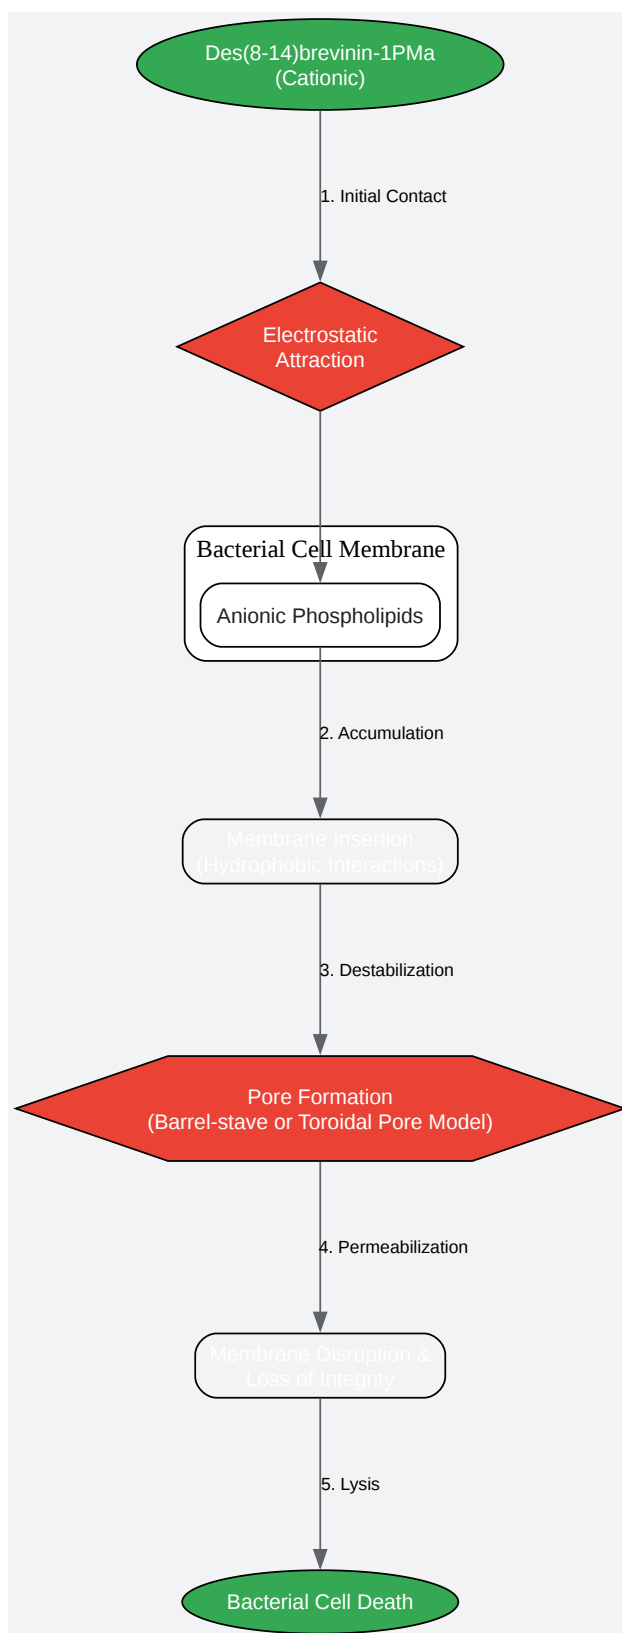 Des(8-14)brevinin-1PMa
(Cationic)
1. Initial Contact
Electrostatic
Attraction
Bacterial Cell Membrane
Anionic Phospholipids
2. Accumulation
Membrane Insertion
(Hydrophobic Interactions)
3. Destabilization
Pore Formation
(Barrel-stave or Toroidal Pore Model)
4. Permeabilization
Membrane Disruption &
Loss of Integrity
5. Lysis
Bacterial Cell Death